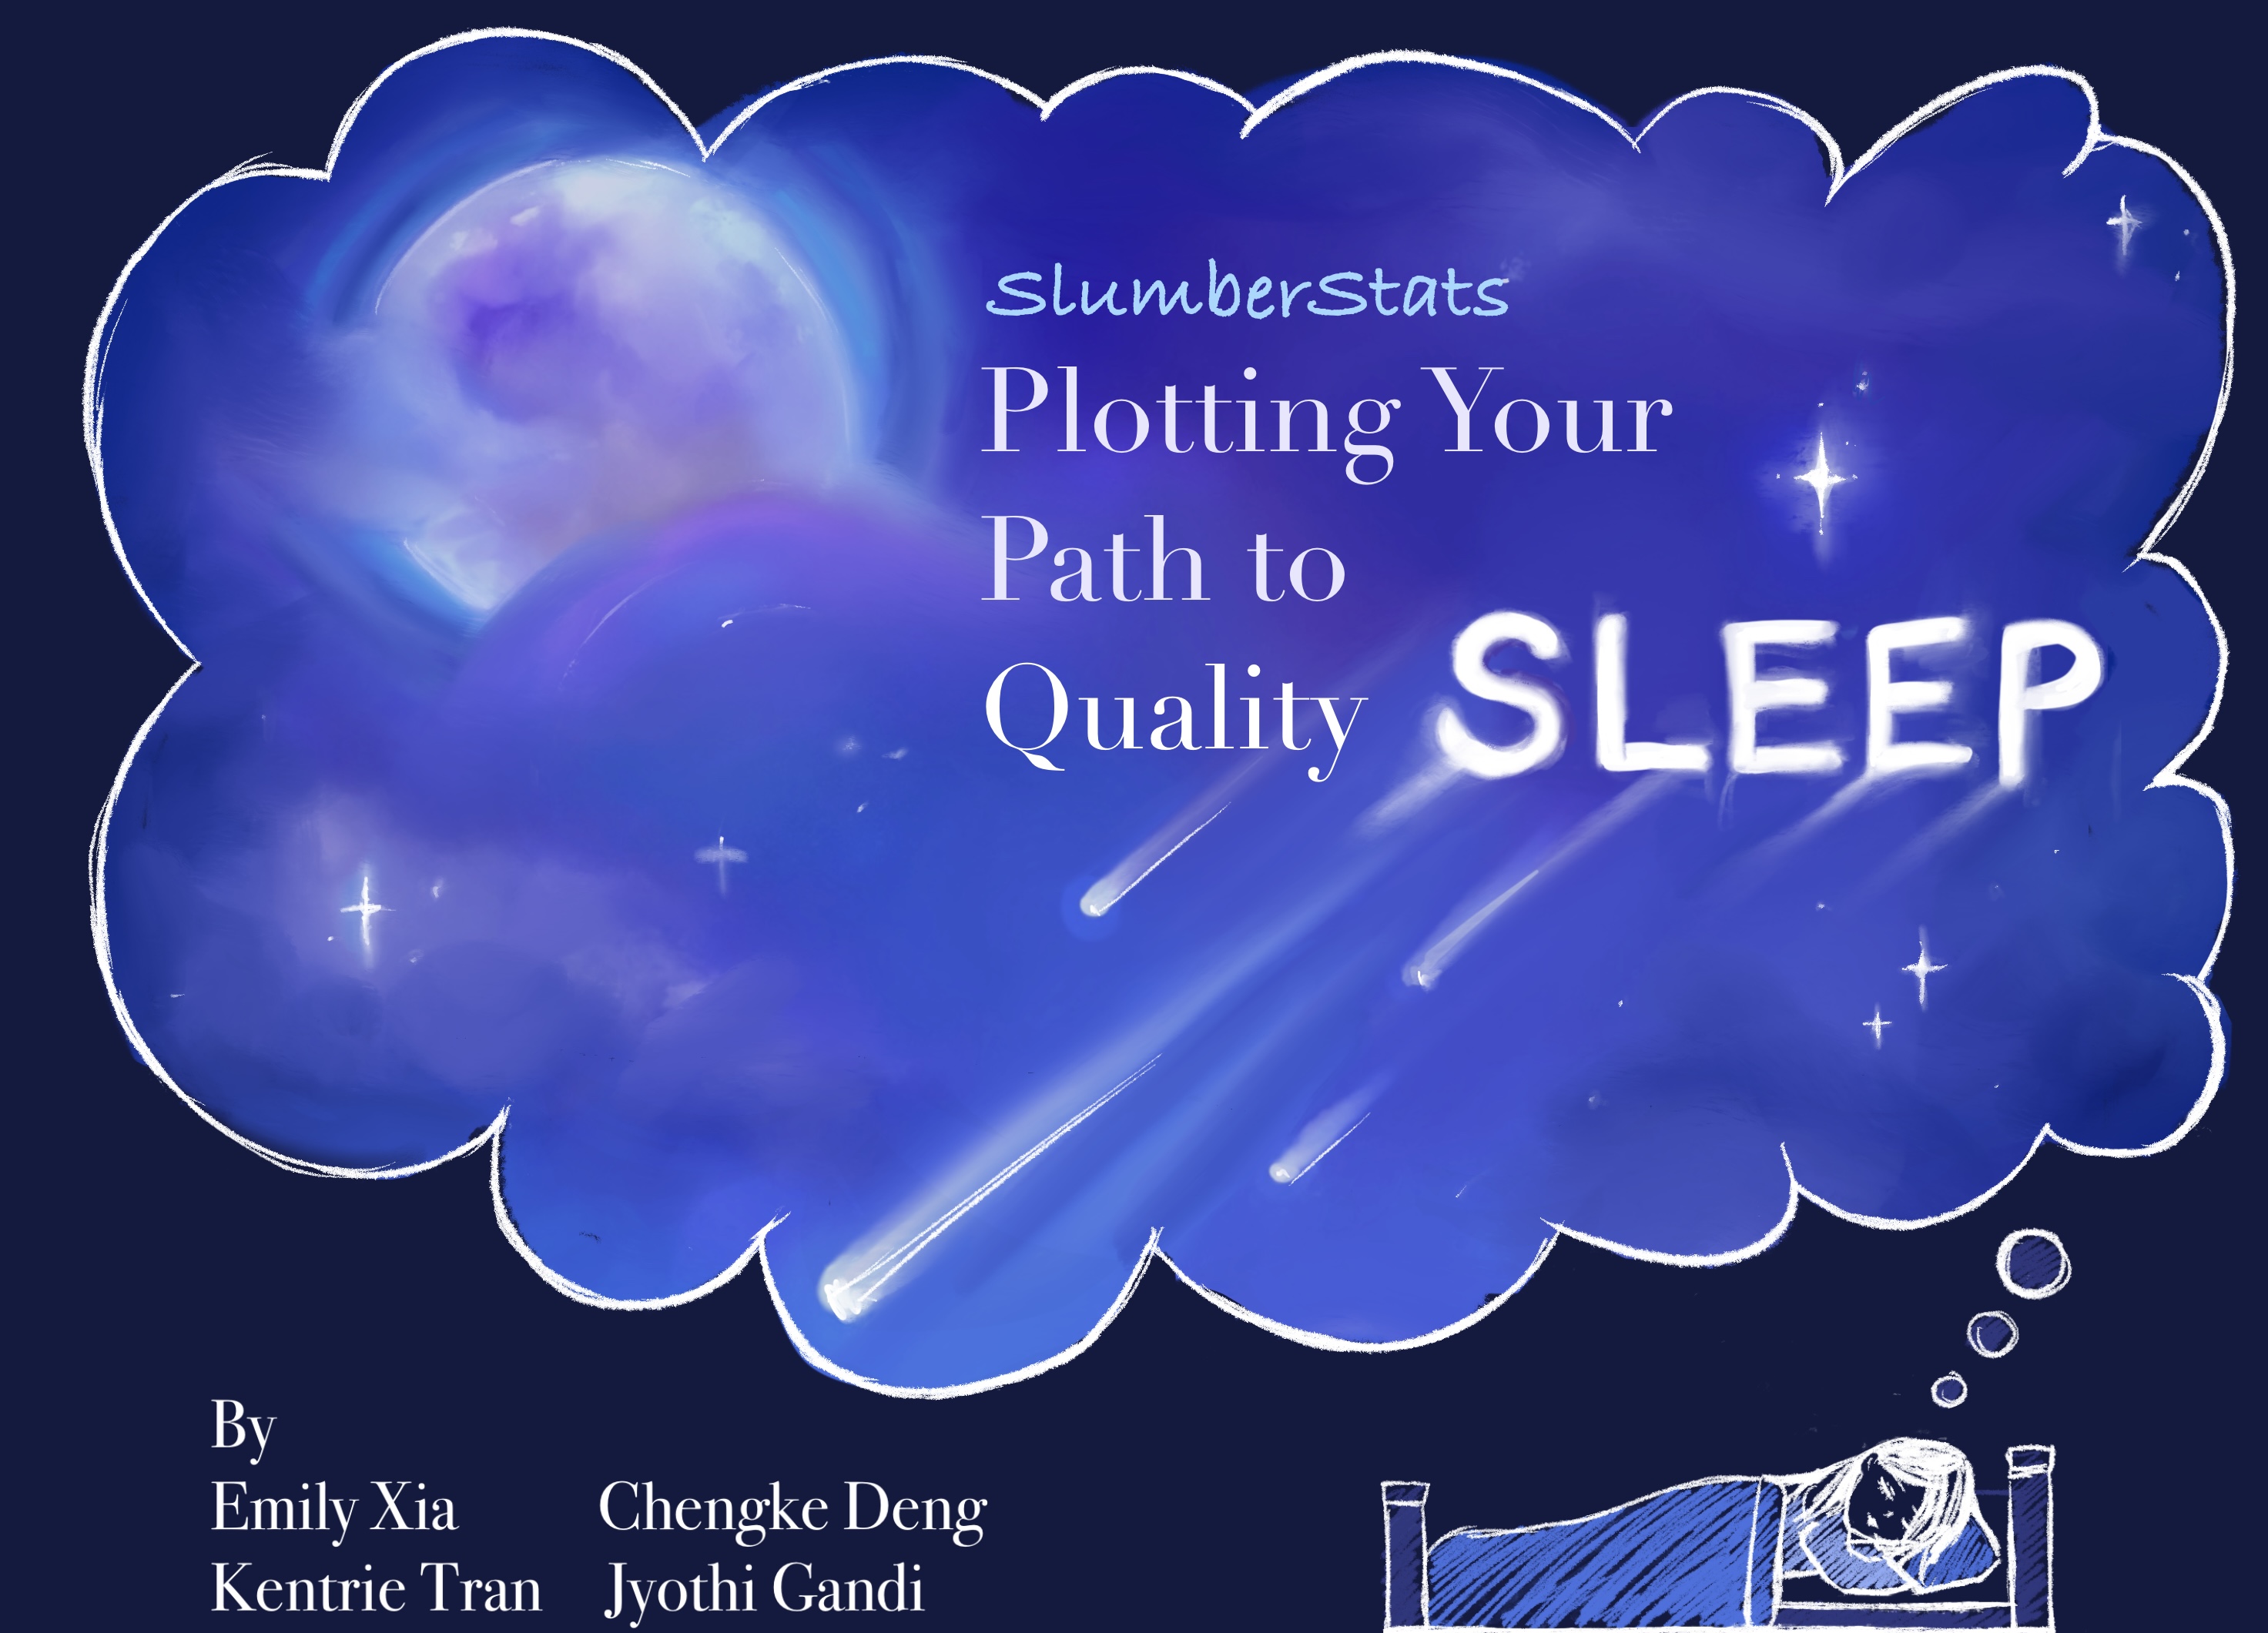 SlumberStats
Plotting Your
Path to
Quality SLEEP
By
Emily Xia Chengke Deng
Kentrie Tran Jyothi Gandi